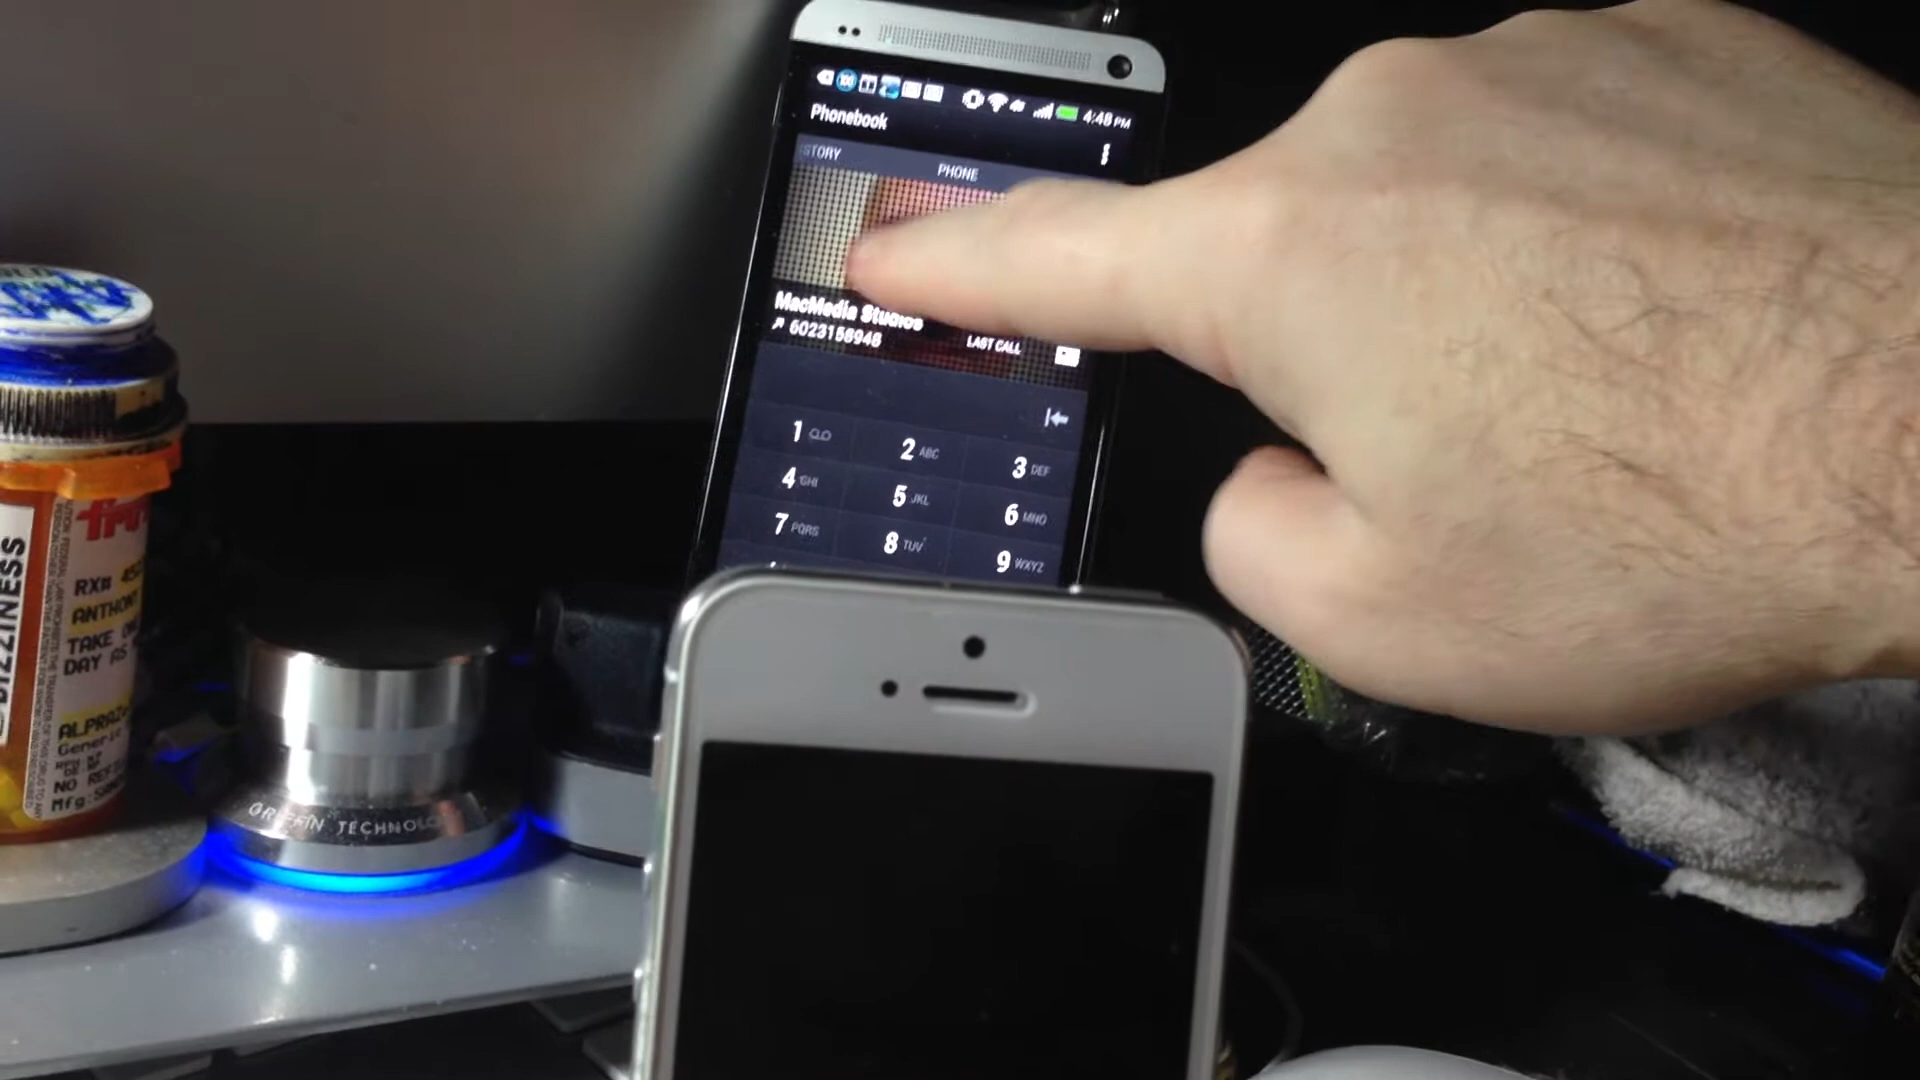 4:48 PM
Phonebook
STORY
PHONE
MacMedia Studios
6023158948
LAST CALL
1
2 ABC
3 DEF
4 GHI
5 JKL
6 MNO
7 PQRS
8 TUV
9 WXYZ
DIZZINESS
RX#
ANTHONY
TAKE
DAY AS
ALPRAZ
Generic
NO REFI
Mfg:
GRIFFIN TECHNOLO